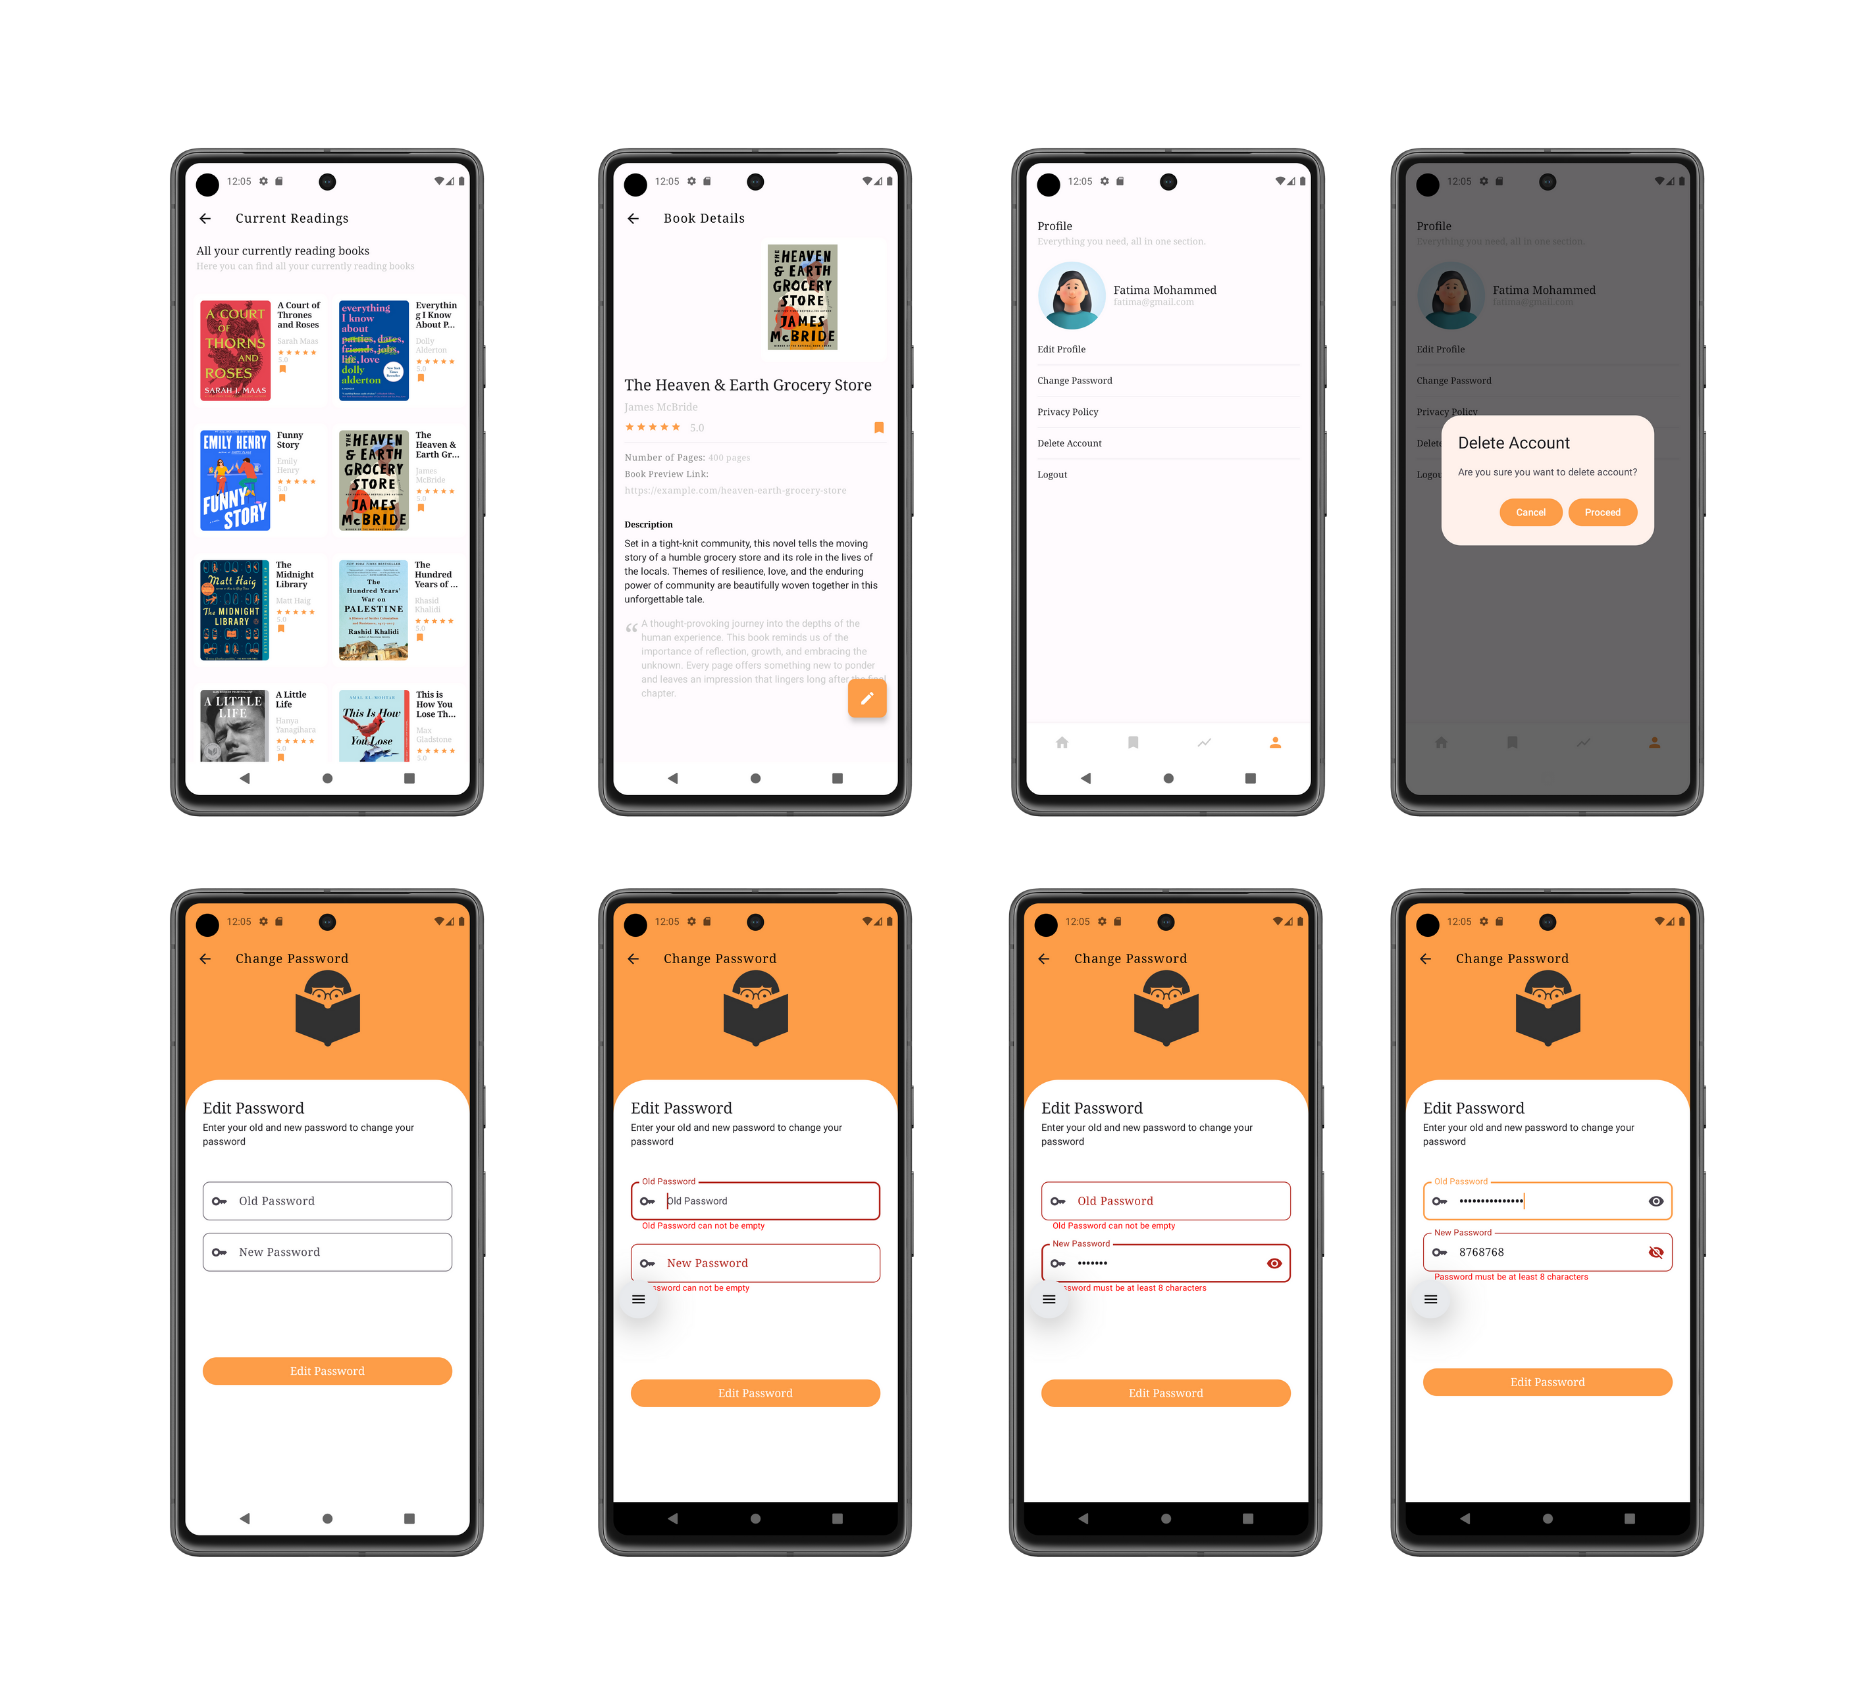 12:05
Current Readings
All your currently reading books
Here you can find all your currently reading books
A COURT
OF
THORNS
AND
ROSES
SARAH J. MAAS
A Court of
Thrones
and Roses
Sarah Maas
5.0
everything
I know
about
parties, dates,
friends, jobs,
life, love
dolly
alderton
Everythin
g I Know
About P...
Dolly
Alderton
5.0
EMILY HENRY
FUNNY
STORY
Funny
Story
Emily
Henry
5.0
THE
HEAVEN
& EARTH
GROCERY
STORE
JAMES
McBRIDE
The
Heaven &
Earth Gr...
James
McBride
5.0
Matt Haig
The MIDNIGHT
LIBRARY
The
Midnight
Library
Matt Haig
5.0
The
Hundred Years'
War on
PALESTINE
Rashid Khalidi
The
Hundred
Years of ...
Rhasid
Khalidi
5.0
A LITTLE
LIFE
A Little
Life
Hanya
Yanagihara
5.0
This Is How
You Lose
This is
How You
Lose Th...
Max
Gladstone
5.0
12:05
Book Details
THE
HEAVEN
& EARTH
GROCERY
STORE
JAMES
McBRIDE
The Heaven & Earth Grocery Store
James McBride
5.0
Number of Pages: 400 pages
Book Preview Link:
https://example.com/heaven-earth-grocery-store
Description
Set in a tight-knit community, this novel tells the moving
story of a humble grocery store and its role in the lives of
the locals. Themes of resilience, love, and the enduring
power of community are beautifully woven together in this
unforgettable tale.
“ A thought-provoking journey into the depths of the
human experience. This book reminds us of the
importance of reflection, growth, and embracing the
unknown. Every page offers something new to ponder
and leaves an impression that lingers long after the final
chapter.
12:05
Profile
Everything you need, all in one section.
Fatima Mohammed
fatima@gmail.com
Edit Profile
Change Password
Privacy Policy
Delete Account
Logout
12:05
Profile
Everything you need, all in one section.
Fatima Mohammed
fatima@gmail.com
Edit Profile
Change Password
Privacy Policy
Delet
Logou
Delete Account
Are you sure you want to delete account?
Cancel
Proceed
12:05
Change Password
Edit Password
Enter your old and new password to change your
password
Old Password
New Password
Edit Password
12:05
Change Password
Edit Password
Enter your old and new password to change your
password
Old Password
Old Password
Old Password can not be empty
New Password
ssword can not be empty
Edit Password
12:05
Change Password
Edit Password
Enter your old and new password to change your
password
Old Password
Old Password can not be empty
New Password
•••••••
ssword must be at least 8 characters
Edit Password
12:05
Change Password
Edit Password
Enter your old and new password to change your
password
Old Password
•••••••••••••••
New Password
8768768
Password must be at least 8 characters
Edit Password